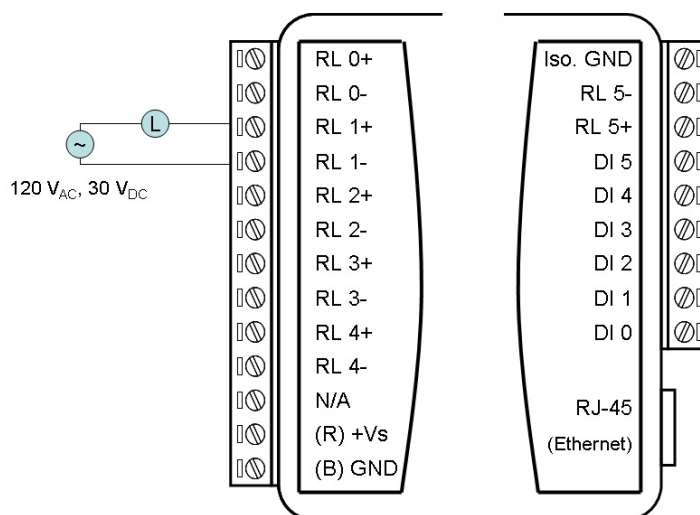 RL 0+
RL 0-
RL 1+
RL 1-
RL 2+
RL 2-
RL 3+
RL 3-
RL 4+
RL 4-
N/A
(R) +Vs
(B) GND
L
~
120 VAC, 30 VDC
Iso. GND
RL 5-
RL 5+
DI 5
DI 4
DI 3
DI 2
DI 1
DI 0
RJ-45
(Ethernet)